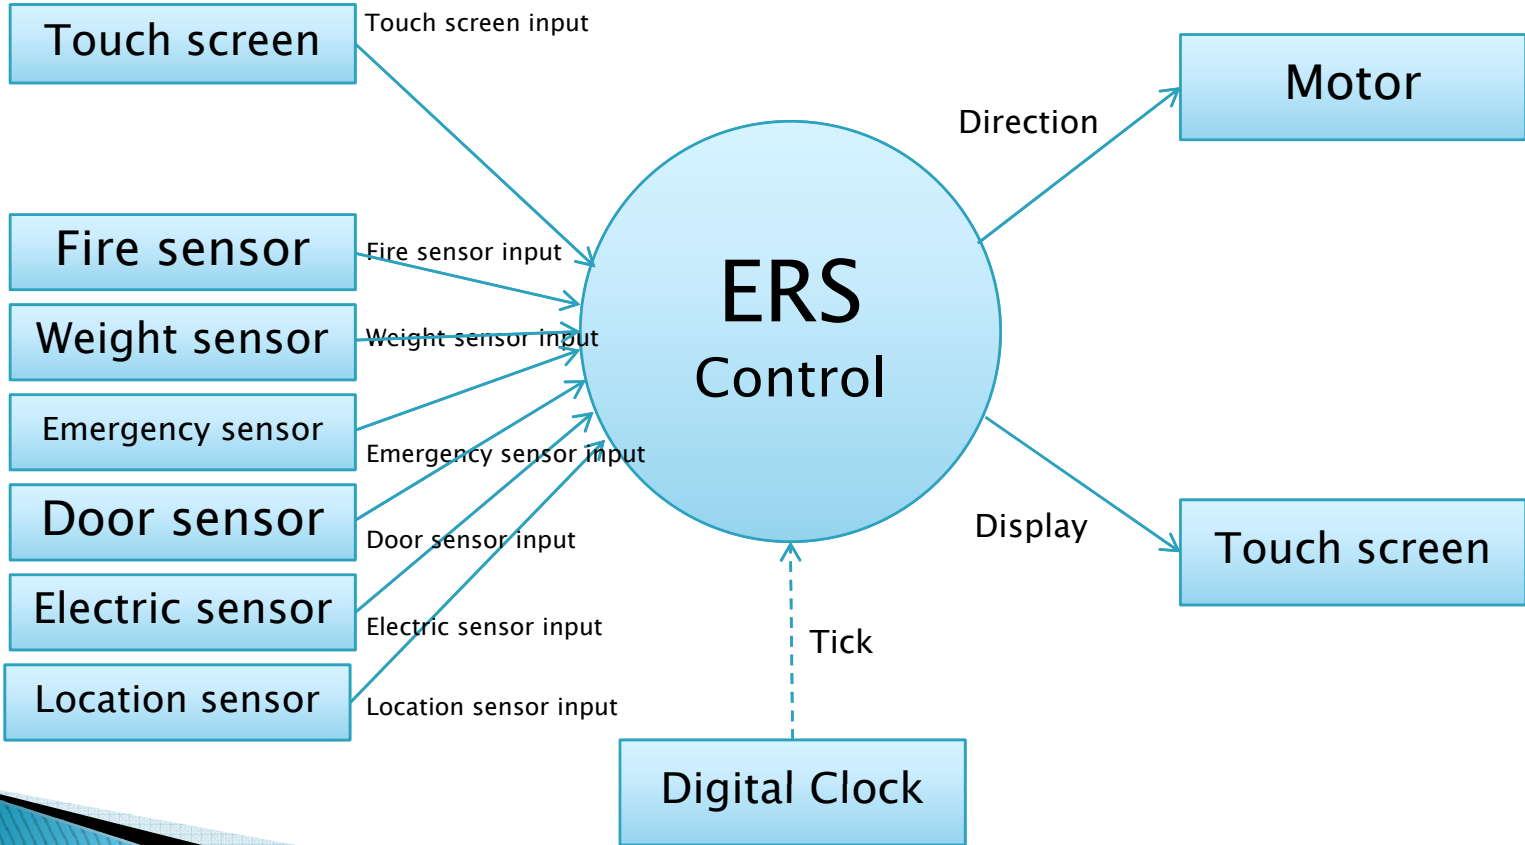 Touch screen
Touch screen input
Motor
Direction
Fire sensor
Fire sensor input
Weight sensor
Weight sensor input
ERS
Control
Emergency sensor
Emergency sensor input
Door sensor
Door sensor input
Display
Touch screen
Electric sensor
Electric sensor input
Tick
Location sensor
Location sensor input
Digital Clock